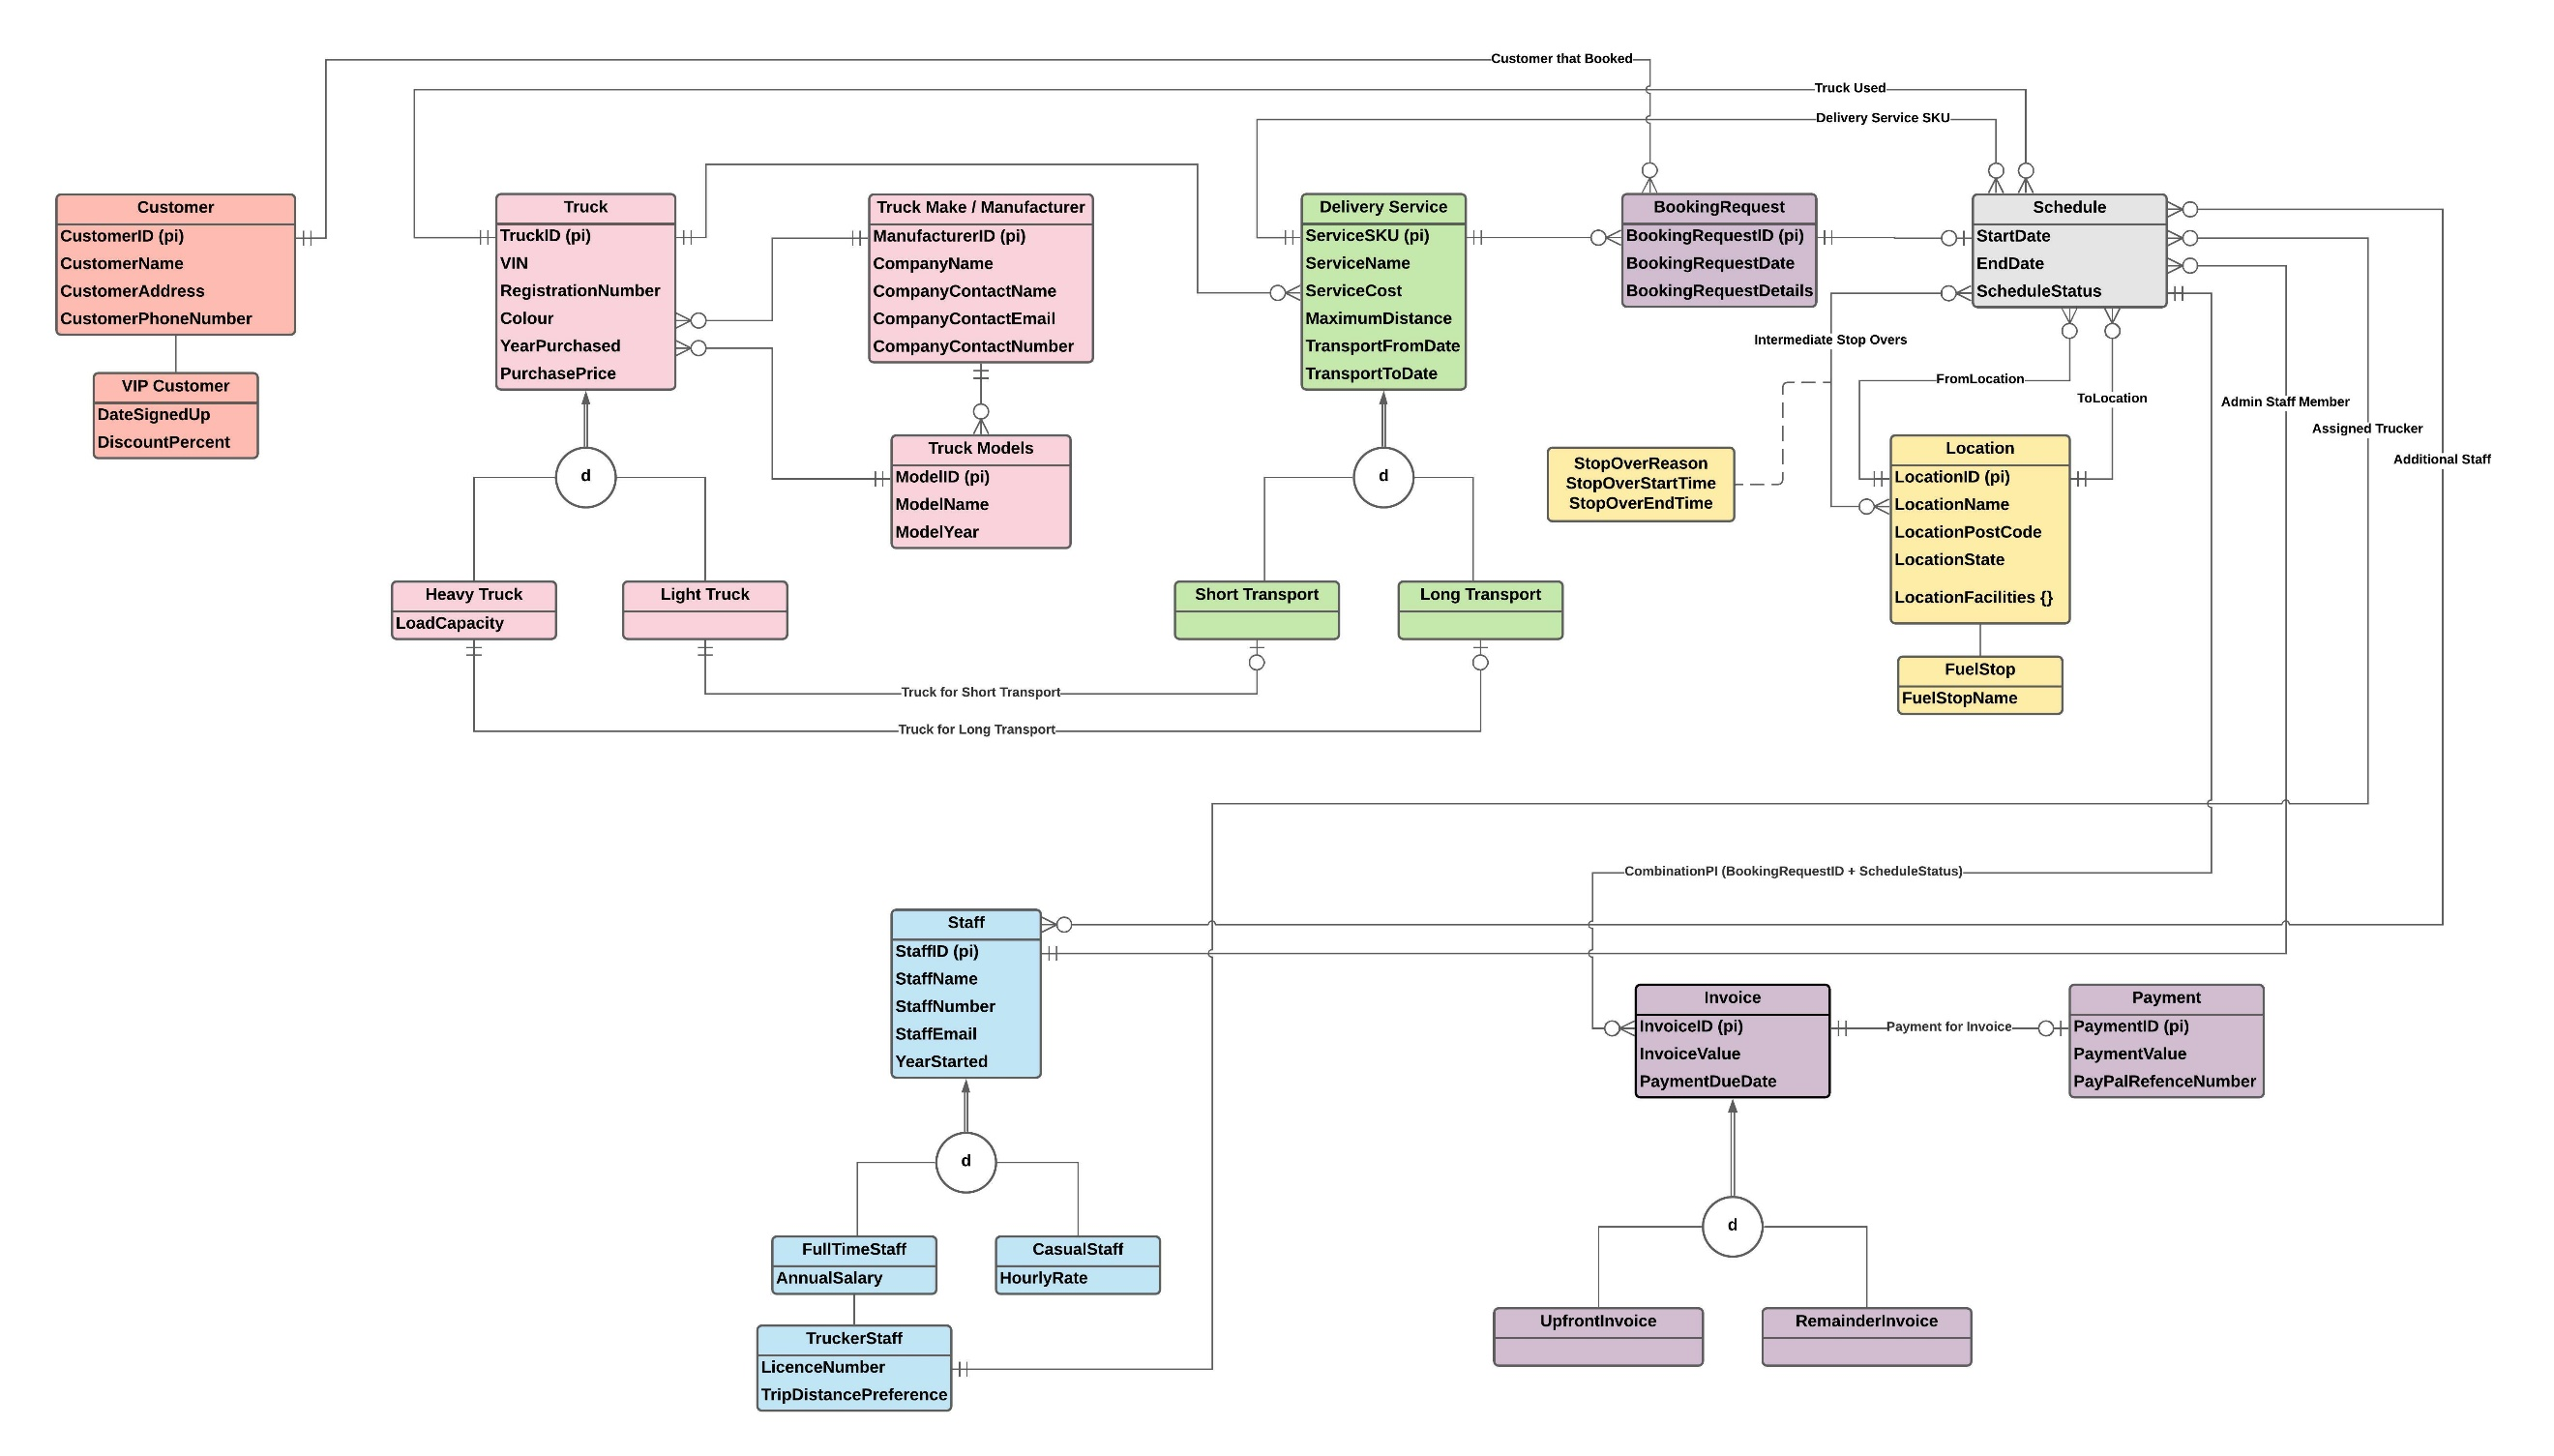 Customer that Booked
Truck Used
Delivery Service SKU
Customer
CustomerID (pi)
CustomerName
CustomerAddress
CustomerPhoneNumber
VIP Customer
DateSignedUp
DiscountPercent
Truck
TruckID (pi)
VIN
RegistrationNumber
Colour
YearPurchased
PurchasePrice
d
Heavy Truck
LoadCapacity
Light Truck
Truck Make / Manufacturer
ManufacturerID (pi)
CompanyName
CompanyContactName
CompanyContactEmail
CompanyContactNumber
Truck Models
ModelID (pi)
ModelName
ModelYear
Delivery Service
ServiceSKU (pi)
ServiceName
ServiceCost
MaximumDistance
TransportFromDate
TransportToDate
d
Short Transport
Long Transport
Truck for Short Transport
Truck for Long Transport
BookingRequest
BookingRequestID (pi)
BookingRequestDate
BookingRequestDetails
Schedule
StartDate
EndDate
ScheduleStatus
Intermediate Stop Overs
FromLocation
ToLocation
Admin Staff Member
Assigned Trucker
Additional Staff
StopOverReason
StopOverStartTime
StopOverEndTime
Location
LocationID (pi)
LocationName
LocationPostCode
LocationState
LocationFacilities {}
FuelStop
FuelStopName
CombinationPI (BookingRequestID + ScheduleStatus)
Staff
StaffID (pi)
StaffName
StaffNumber
StaffEmail
YearStarted
d
FullTimeStaff
AnnualSalary
CasualStaff
HourlyRate
TruckerStaff
LicenceNumber
TripDistancePreference
Invoice
InvoiceID (pi)
InvoiceValue
PaymentDueDate
Payment for Invoice
Payment
PaymentID (pi)
PaymentValue
PayPalRefenceNumber
d
UpfrontInvoice
RemainderInvoice